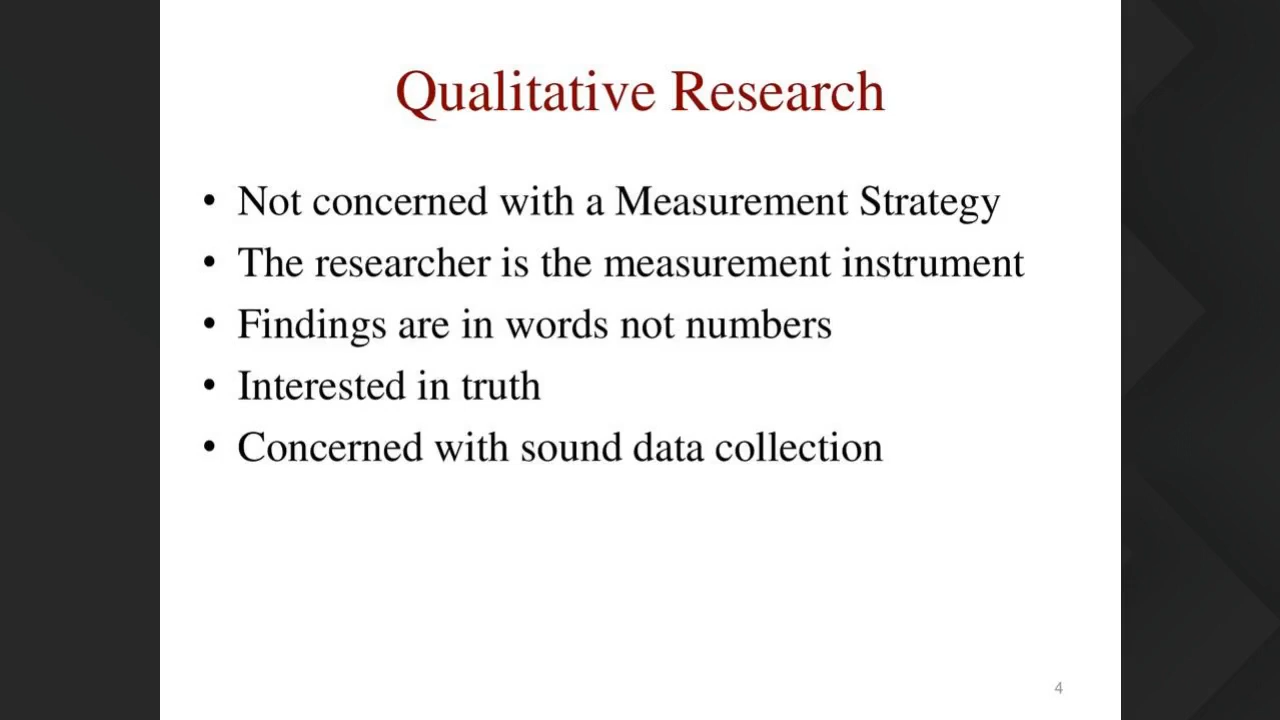 Qualitative Research
• Not concerned with a Measurement Strategy
• The researcher is the measurement instrument
• Findings are in words not numbers
• Interested in truth
• Concerned with sound data collection
4